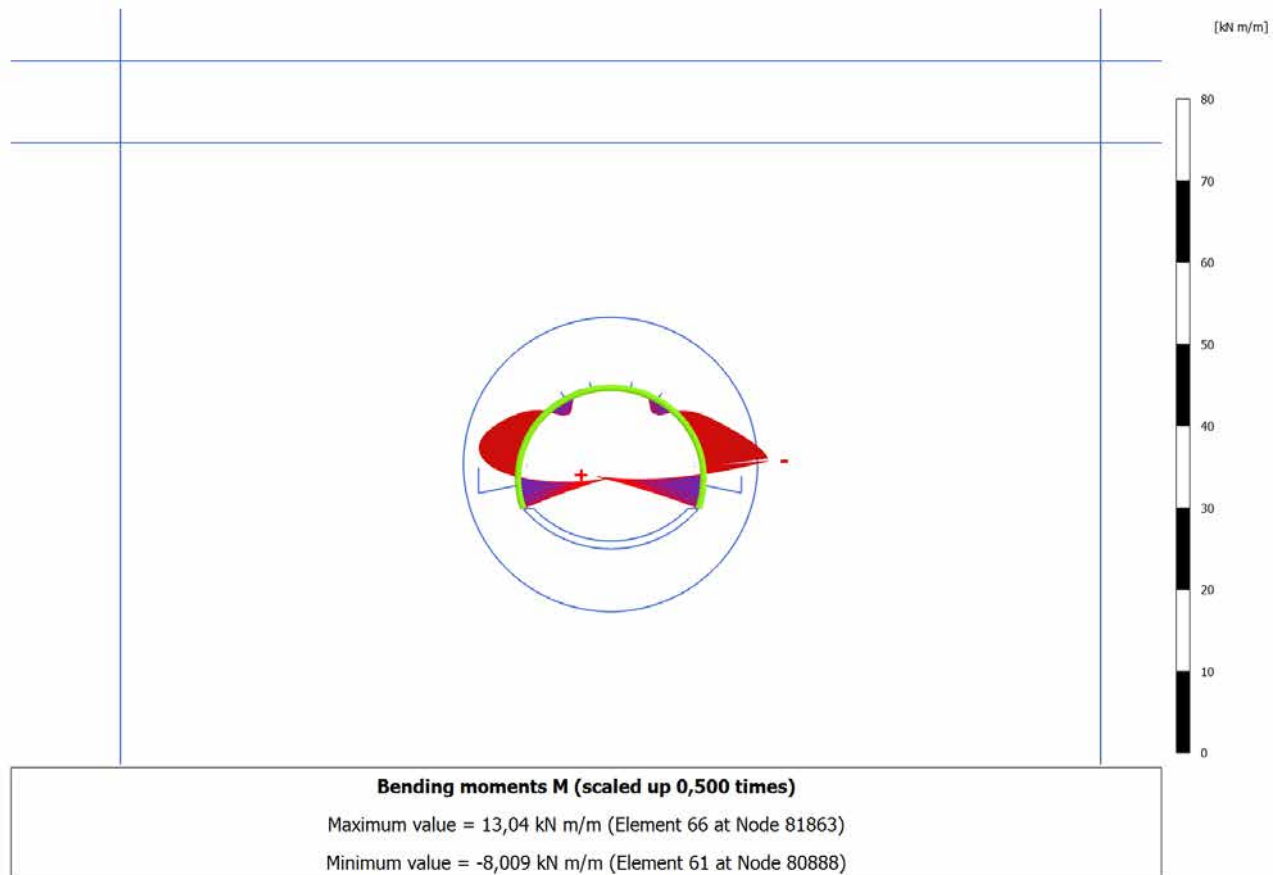 [kN m/m]
80
70
60
50
40
30
20
10
0
-
+
Bending moments M (scaled up 0,500 times)
Maximum value = 13,04 kN m/m (Element 66 at Node 81863)
Minimum value = -8,009 kN m/m (Element 61 at Node 80888)